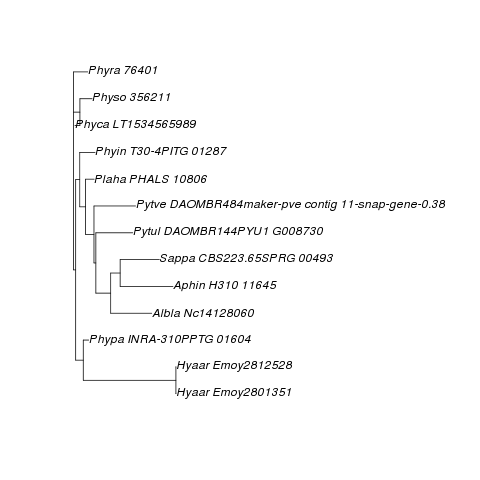 Phyra 76401
Physo 356211
Phyca LT1534565989
Phyin T30-4PITG 01287
Plaha PHALS 10806
Pytve DAOMBR484maker-pve contig 11-snap-gene-0.38
Pytul DAOMBR144PYU1 G008730
Sappa CBS223.65SPRG 00493
Aphin H310 11645
Albla Nc14128060
Phypa INRA-310PPTG 01604
Hyaar Emoy2812528
Hyaar Emoy2801351